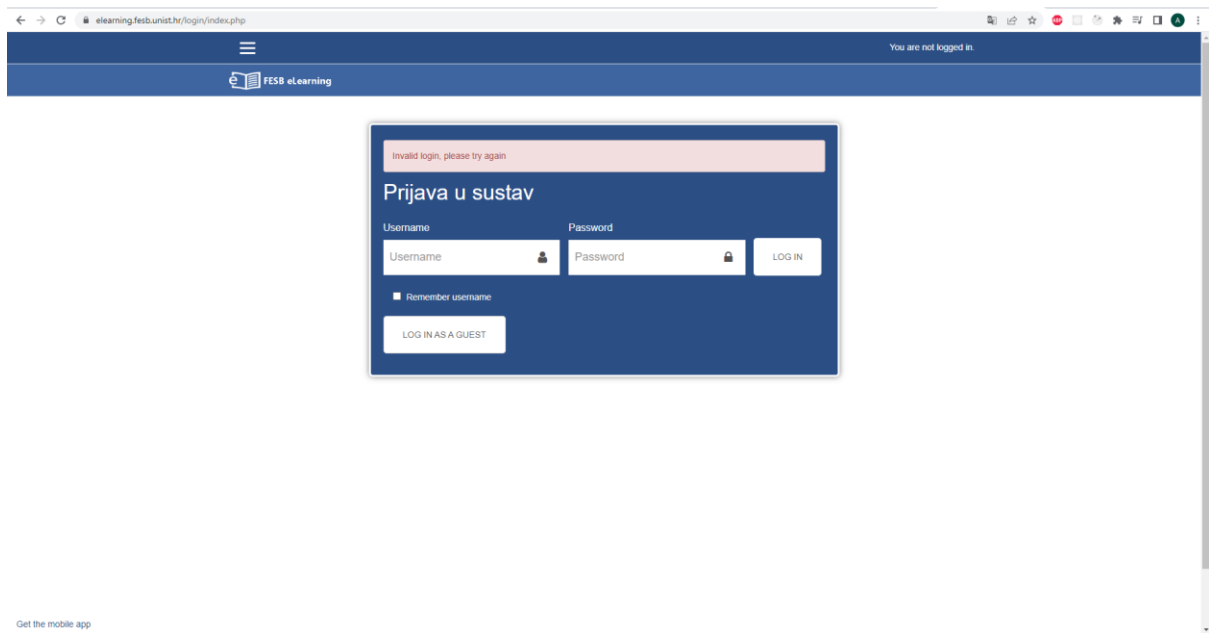 elearning.fesb.unist.hr/login/index.php
ABP
A
You are not logged in.
e FESB eLearning
Invalid login, please try again
Prijava u sustav
Username Password
Username Password LOG IN
Remember username
LOG IN AS A GUEST
Get the mobile app